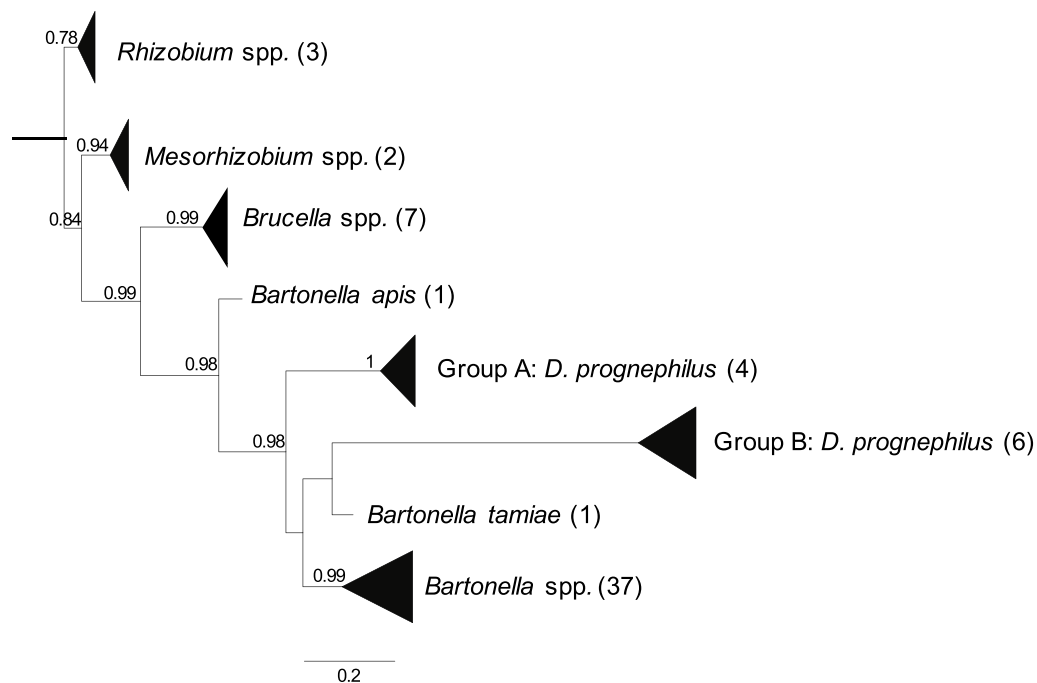 0.78
Rhizobium spp. (3)
0.94
Mesorhizobium spp. (2)
0.84
0.99
Brucella spp. (7)
0.99
Bartonella apis (1)
0.98
1
Group A: D. prognephilus (4)
0.98
Group B: D. prognephilus (6)
Bartonella tamiae (1)
0.99
Bartonella spp. (37)
0.2